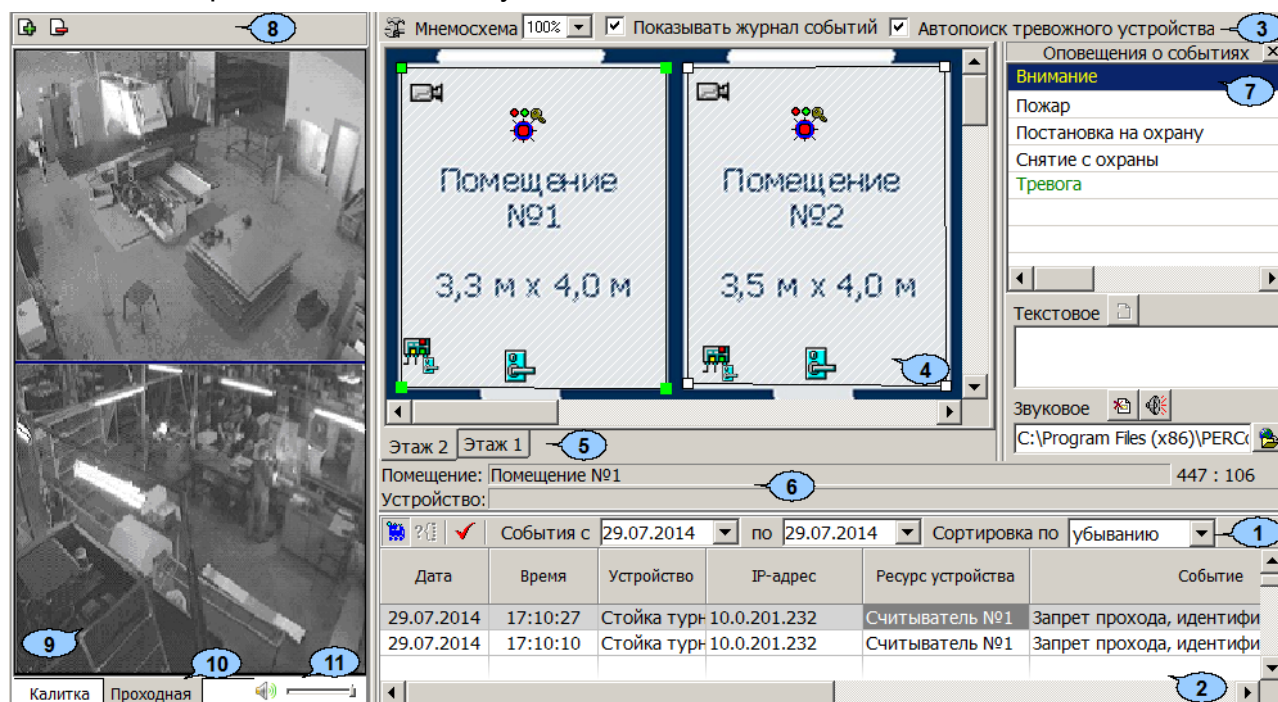 8
Мнемосхема 100% Показывать журнал событий Автопоиск тревожного устройства 3
Оповещения о событиях
Внимание
7
Пожар
Постановка на охрану
Снятие с охраны
Тревога
Помещение
№1
3,3 м x 4,0 м
Помещение
№2
3,5 м x 4,0 м
4
Текстовое
Звуковое
C:\Program Files (x86)\PERCo
Этаж 2 Этаж 1 5
Помещение: Помещение №1 447 : 106
Устройство:
6
?{} События с 29.07.2014 по 29.07.2014 Сортировка по убыванию 1
Дата Время Устройство IP-адрес Ресурс устройства Событие
29.07.2014 17:10:27 Стойка турн 10.0.201.232 Считыватель №1 Запрет прохода, идентифи
29.07.2014 17:10:10 Стойка турн 10.0.201.232 Считыватель №1 Запрет прохода, идентифи
2
9
10
11
Калитка Проходная